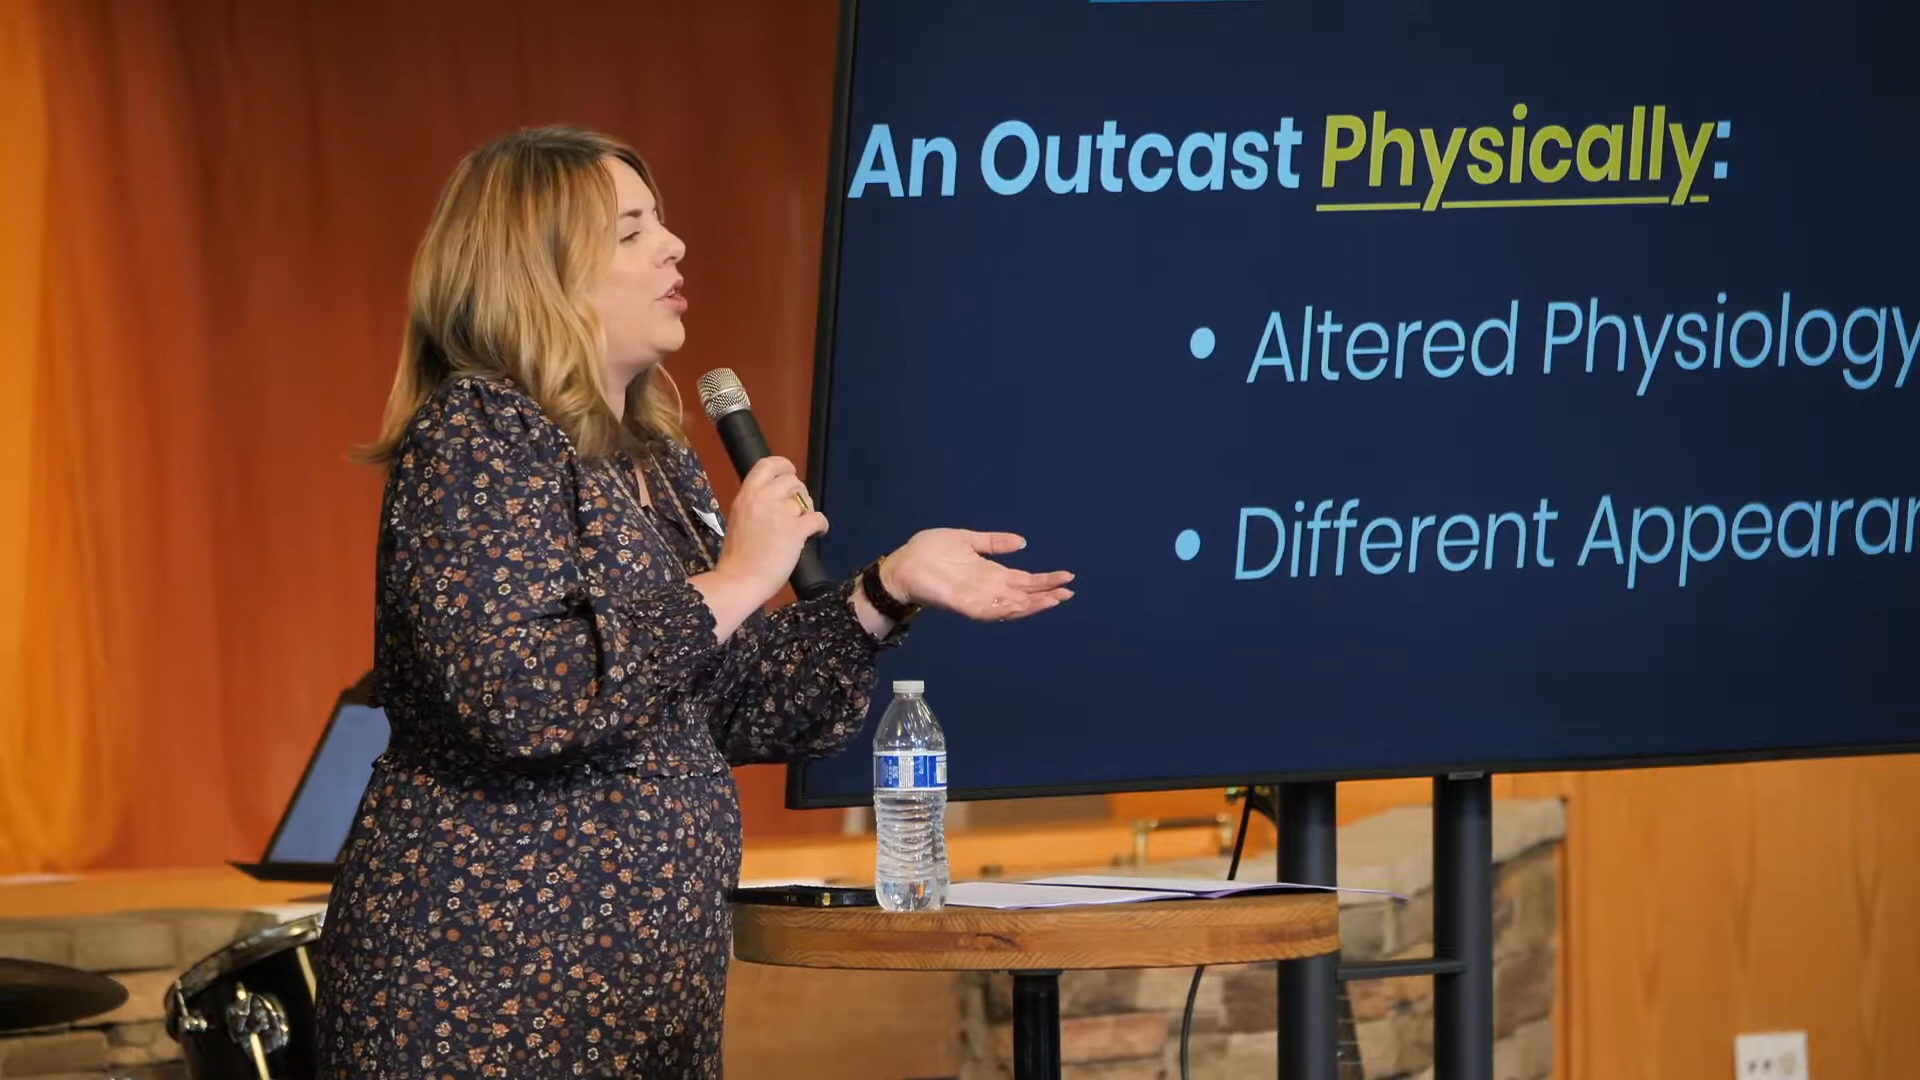 An Outcast Physically:
• Altered Physiology
• Different Appearan